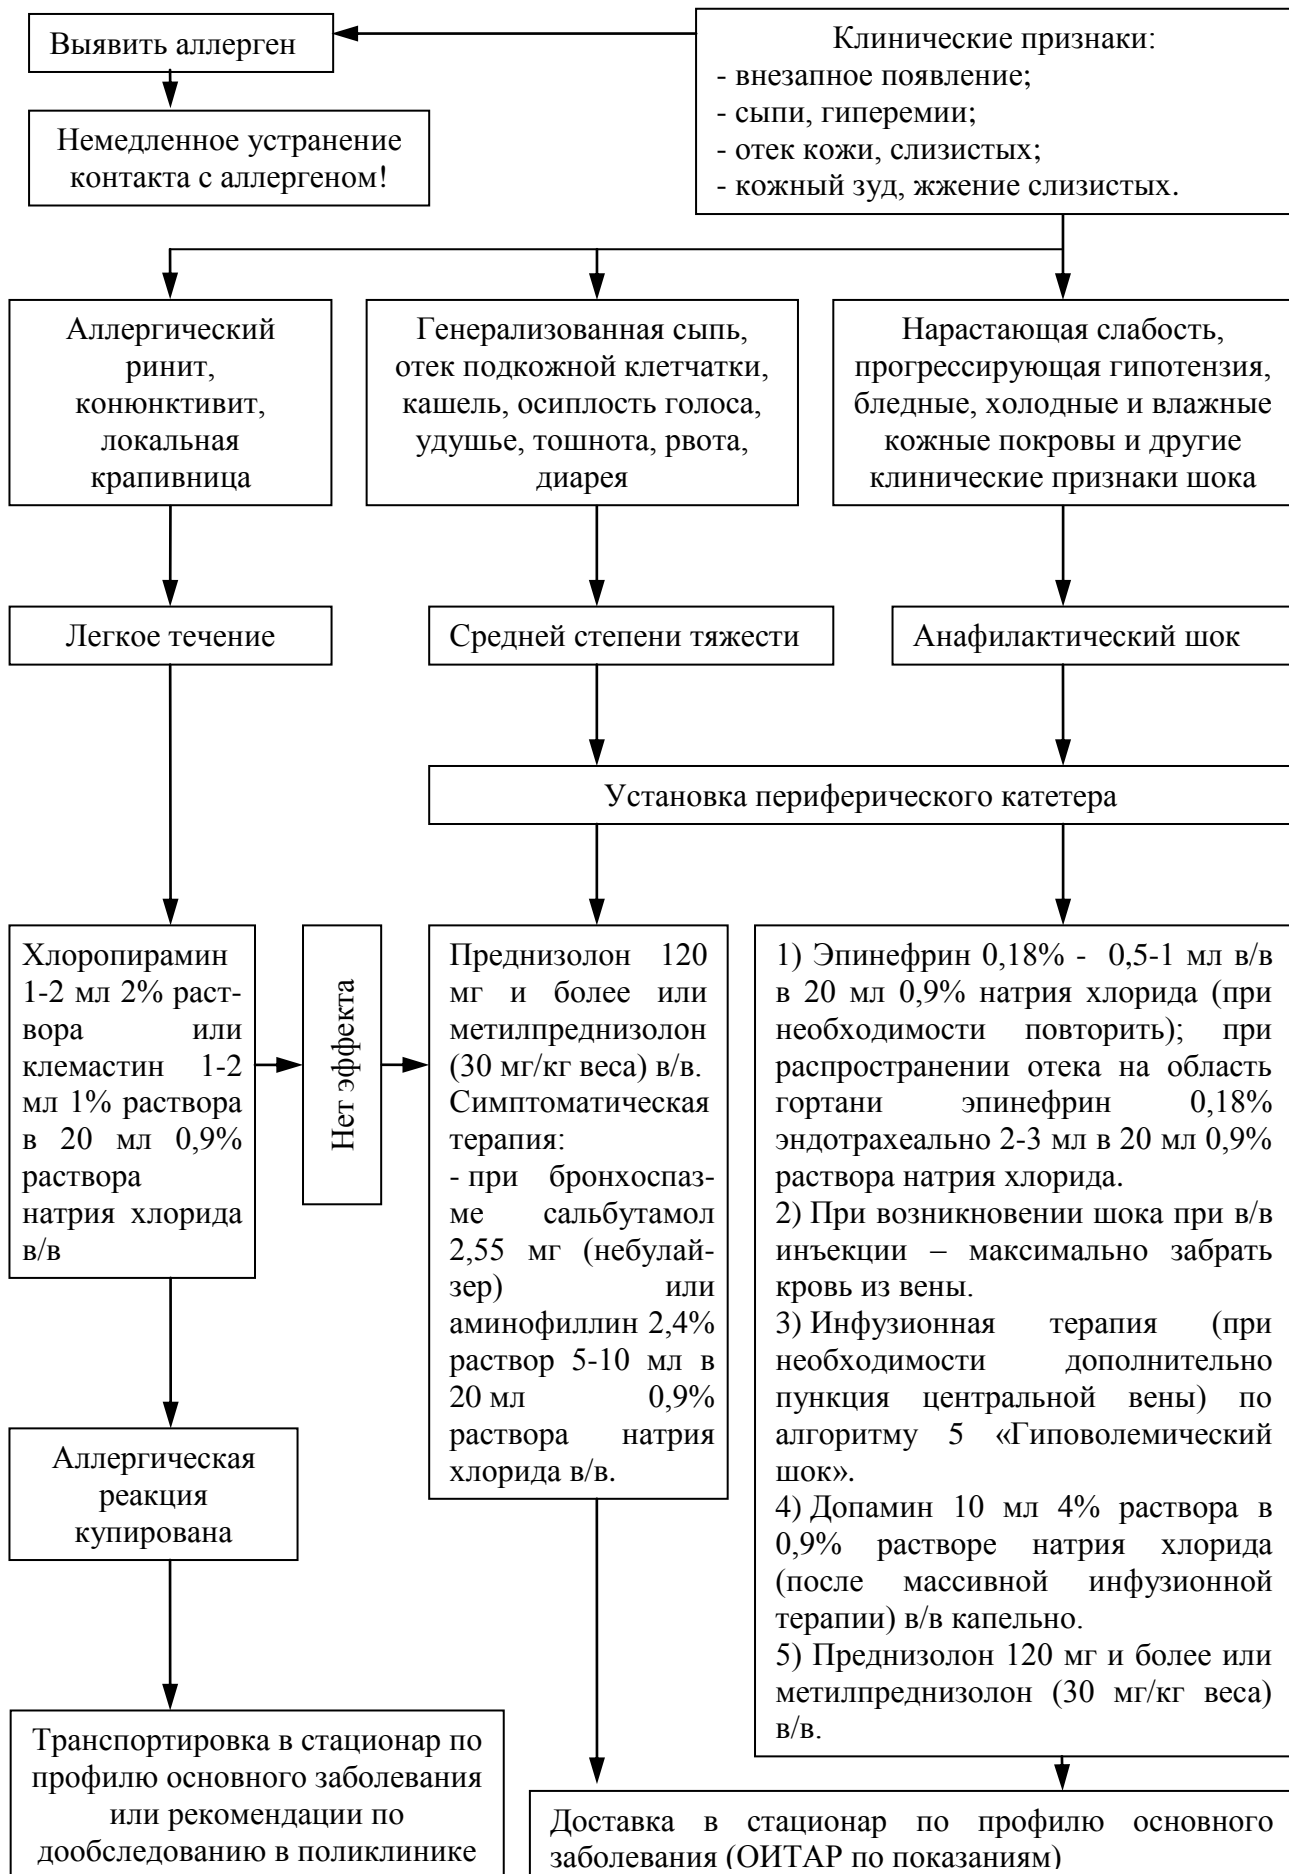 Выявить аллерген
Немедленное устранение
контакта с аллергеном!
Клинические признаки:
- внезапное появление;
- сыпи, гиперемии;
- отек кожи, слизистых;
- кожный зуд, жжение слизистых.
Аллергический
ринит,
конюнктивит,
локальная
крапивница
Генерализованная сыпь,
отек подкожной клетчатки,
кашель, осиплость голоса,
удушье, тошнота, рвота,
диарея
Нарастающая слабость,
прогрессирующая гипотензия,
бледные, холодные и влажные
кожные покровы и другие
клинические признаки шока
Легкое течение
Средней степени тяжести
Анафилактический шок
Установка периферического катетера
Хлоропирамин
1-2 мл 2% раст-
вора или
клемастин 1-2
мл 1% раствора
в 20 мл 0,9%
раствора
натрия хлорида
в/в
Нет эффекта
Преднизолон 120
мг и более или
метилпреднизолон
(30 мг/кг веса) в/в.
Симптоматическая
терапия:
- при бронхоспаз-
ме сальбутамол
2,55 мг (небулай-
зер) или
аминофиллин 2,4%
раствор 5-10 мл в
20 мл 0,9%
раствора натрия
хлорида в/в.
1) Эпинефрин 0,18% - 0,5-1 мл в/в
в 20 мл 0,9% натрия хлорида (при
необходимости повторить); при
распространении отека на область
гортани эпинефрин 0,18%
эндотрахеально 2-3 мл в 20 мл 0,9%
раствора натрия хлорида.
2) При возникновении шока при в/в
инъекции – максимально забрать
кровь из вены.
3) Инфузионная терапия (при
необходимости дополнительно
пункция центральной вены) по
алгоритму 5 «Гиповолемический
шок».
4) Допамин 10 мл 4% раствора в
0,9% растворе натрия хлорида
(после массивной инфузионной
терапии) в/в капельно.
5) Преднизолон 120 мг и более или
метилпреднизолон (30 мг/кг веса)
в/в.
Аллергическая
реакция
купирована
Транспортировка в стационар по
профилю основного заболевания
или рекомендации по
дообследованию в поликлинике
Доставка в стационар по профилю основного
заболевания (ОИТАР по показаниям)